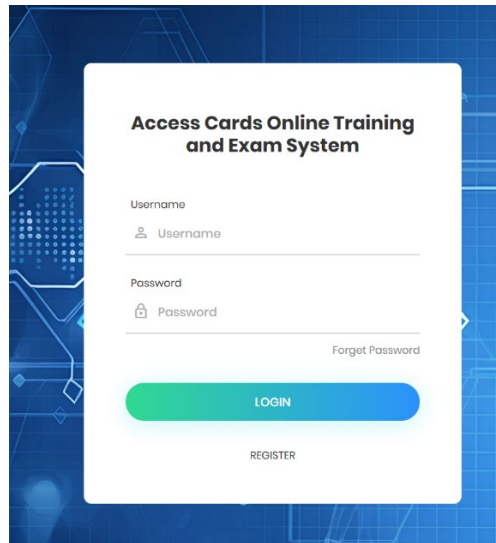 Access Cards Online Training
and Exam System
Username
Username
Password
Password
Forget Password
LOGIN
REGISTER